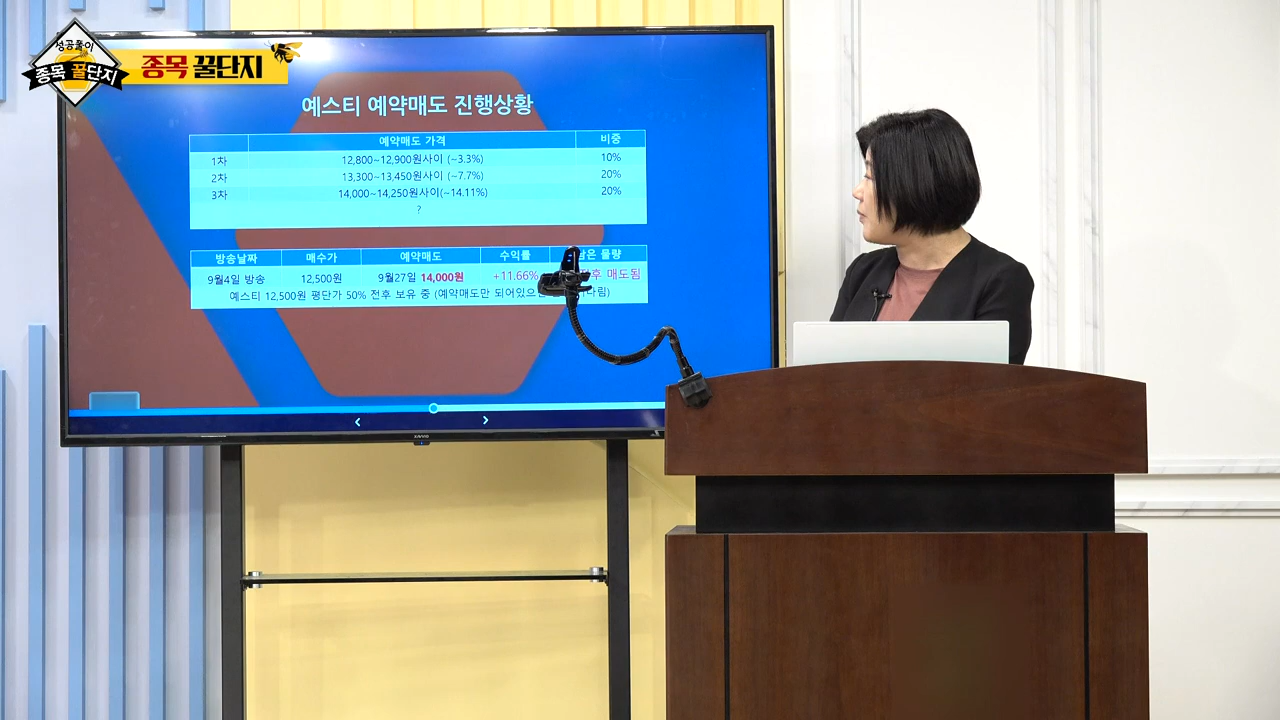 성공풀이
종목 꿀단지
종목 꿀단지
예스티 예약매도 진행상황
예약매도 가격 비중
1차 12,800~12,900원사이 (~3.3%) 10%
2차 13,300~13,450원사이 (~7.7%) 20%
3차 14,000~14,250원사이(~14.11%) 20%
?
방송날짜 매수가 예약매도 수익률 남은 물량
9월4일 방송 12,500원 9월27일 14,000원 +11.66% 매도됨
예스티 12,500원 평단가 50% 전후 보유 중 (예약매도만 되어있으면